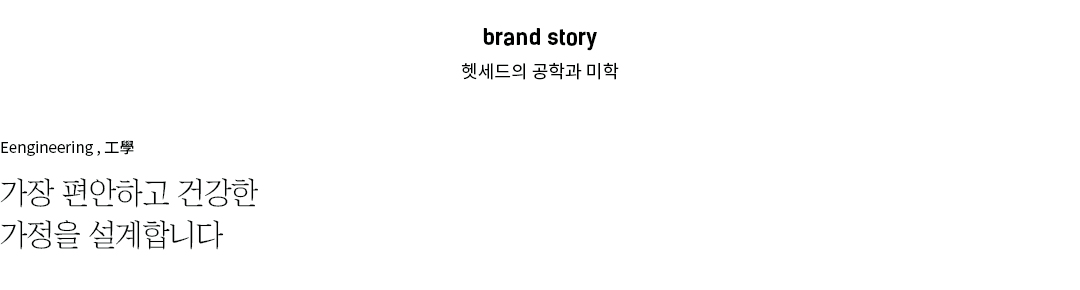 brand story
헷세드의 공학과 미학
Eengineering , 工學
가장 편안하고 건강한
가정을 설계합니다